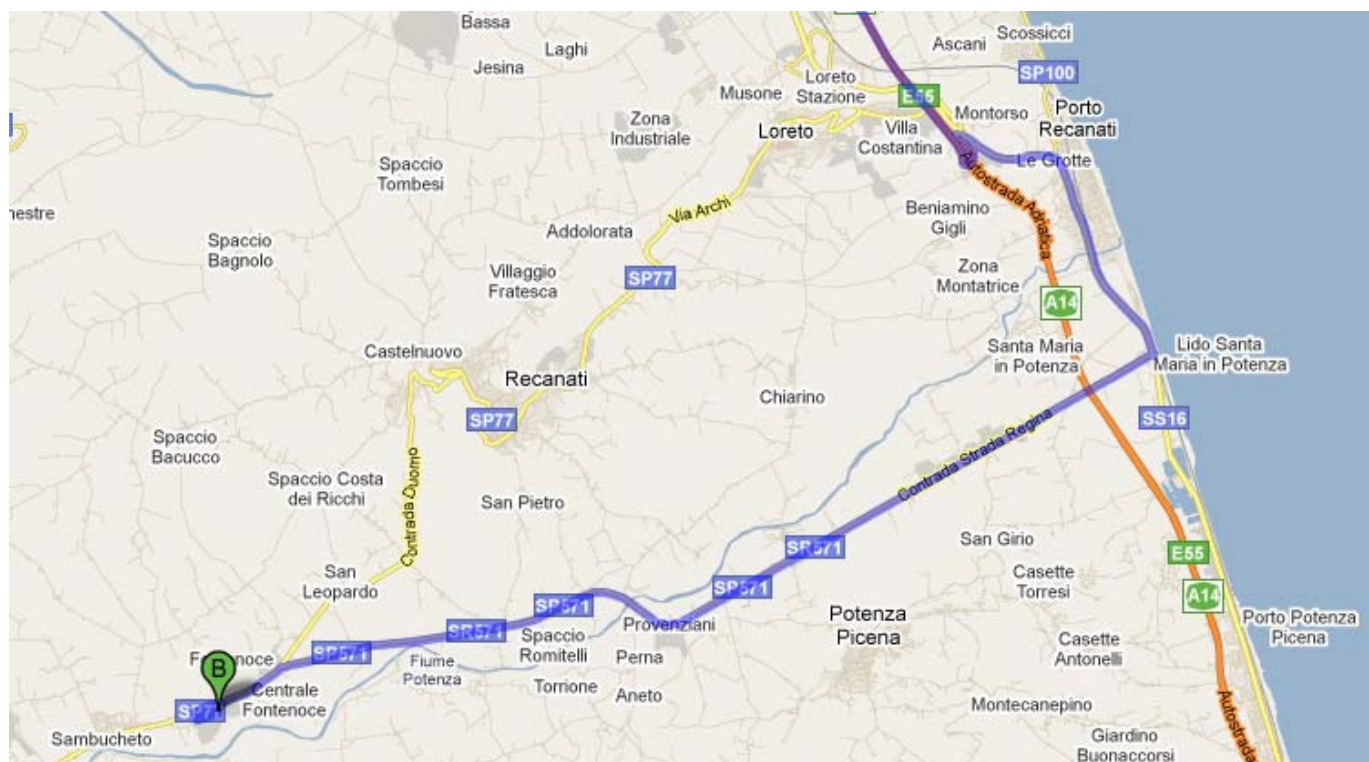 Bassa
Laghi
Jesina
Ascani
Scossicci
SP100
Musone
Loreto
Stazione
E55
Montorso
Porto
Recanati
Zona
Industriale
Loreto
Villa
Costantina
Le Grotte
Autostrada Adriatica
Spaccio
Tombesi
Via Archi
Beniamino
Gigli
nestre
Spaccio
Bagnolo
Addolorata
Villaggio
Fratesca
SP77
Zona
Montatrice
A14
Castelnuovo
Recanati
Santa Maria
in Potenza
Lido Santa
Maria in Potenza
SP77
Chiarino
SS16
Spaccio
Bacucco
Spaccio Costa
dei Ricchi
Contrada Duomo
San Pietro
Contrada Strada Regina
San Girio
SR571
E55
A14
San
Leopardo
SP571
SP571
Casette
Torresi
Potenza
Picena
Porto Potenza
Picena
SR571
Provenziani
SP571
Spaccio
Romitelli
Perna
Casette
Antonelli
Fiume
Potenza
Torrione
Aneto
B
Centrale
Fontenoce
SP77
Sambucheto
Montecanepino
Giardino
Buonaccorsi
Autostrada